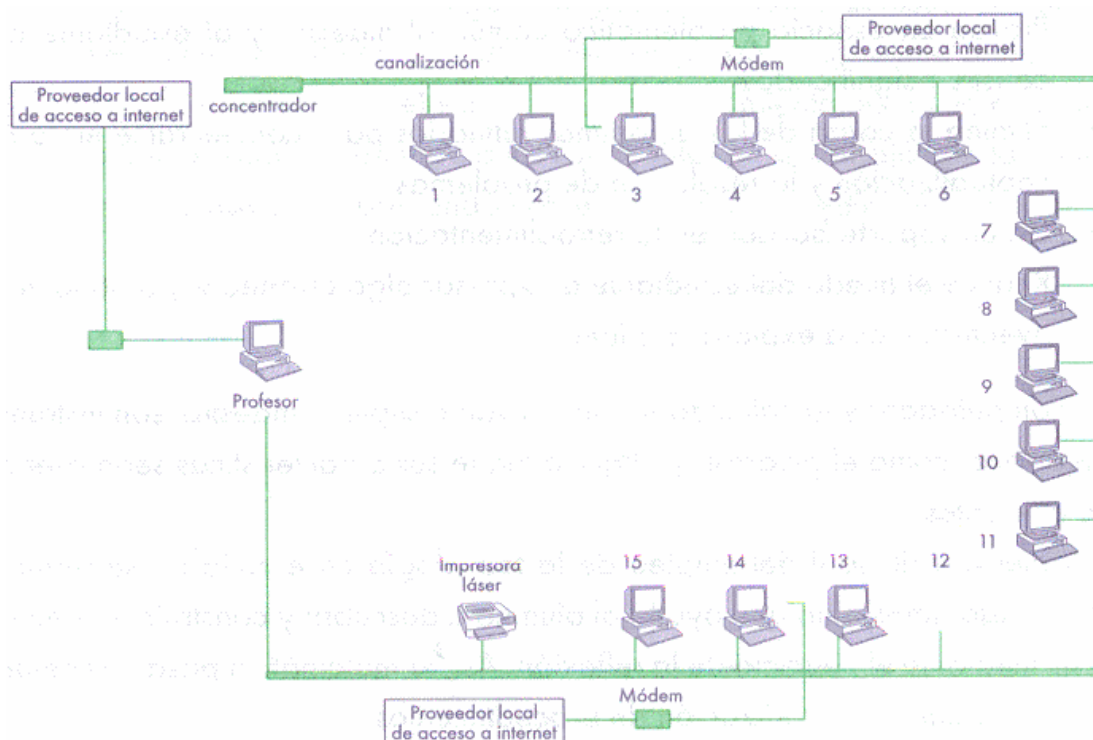 Proveedor local
de acceso a internet
canalización
Módem
concentrador
Proveedor local
de acceso a internet
1
2
3
4
5
6
7
8
9
10
11
Profesor
Impresora
láser
15
14
13
12
Módem
Proveedor local
de acceso a internet